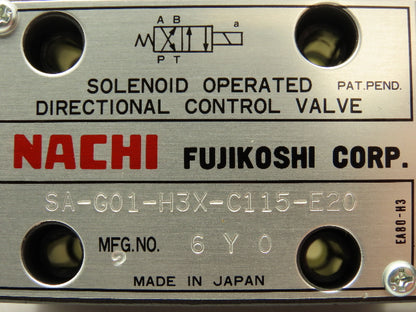 A B
a
P T
SOLENOID OPERATED PAT.PEND.
DIRECTIONAL CONTROL VALVE
NACHI FUJIKOSHI CORP.
SA-G01-H3X-C115-E20
MFG.NO. 6 Y 0
MADE IN JAPAN
EA80-H3